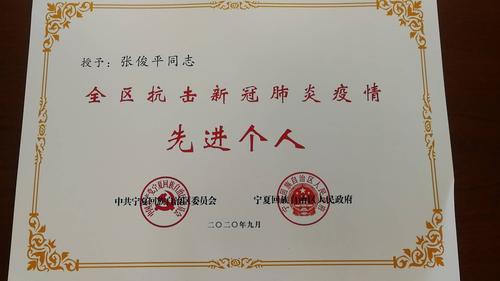 授予：张俊平同志
全区抗击新冠肺炎疫情
先进个人
中共宁夏回族自治区委员会 宁夏回族自治区人民政府
二〇二〇年九月